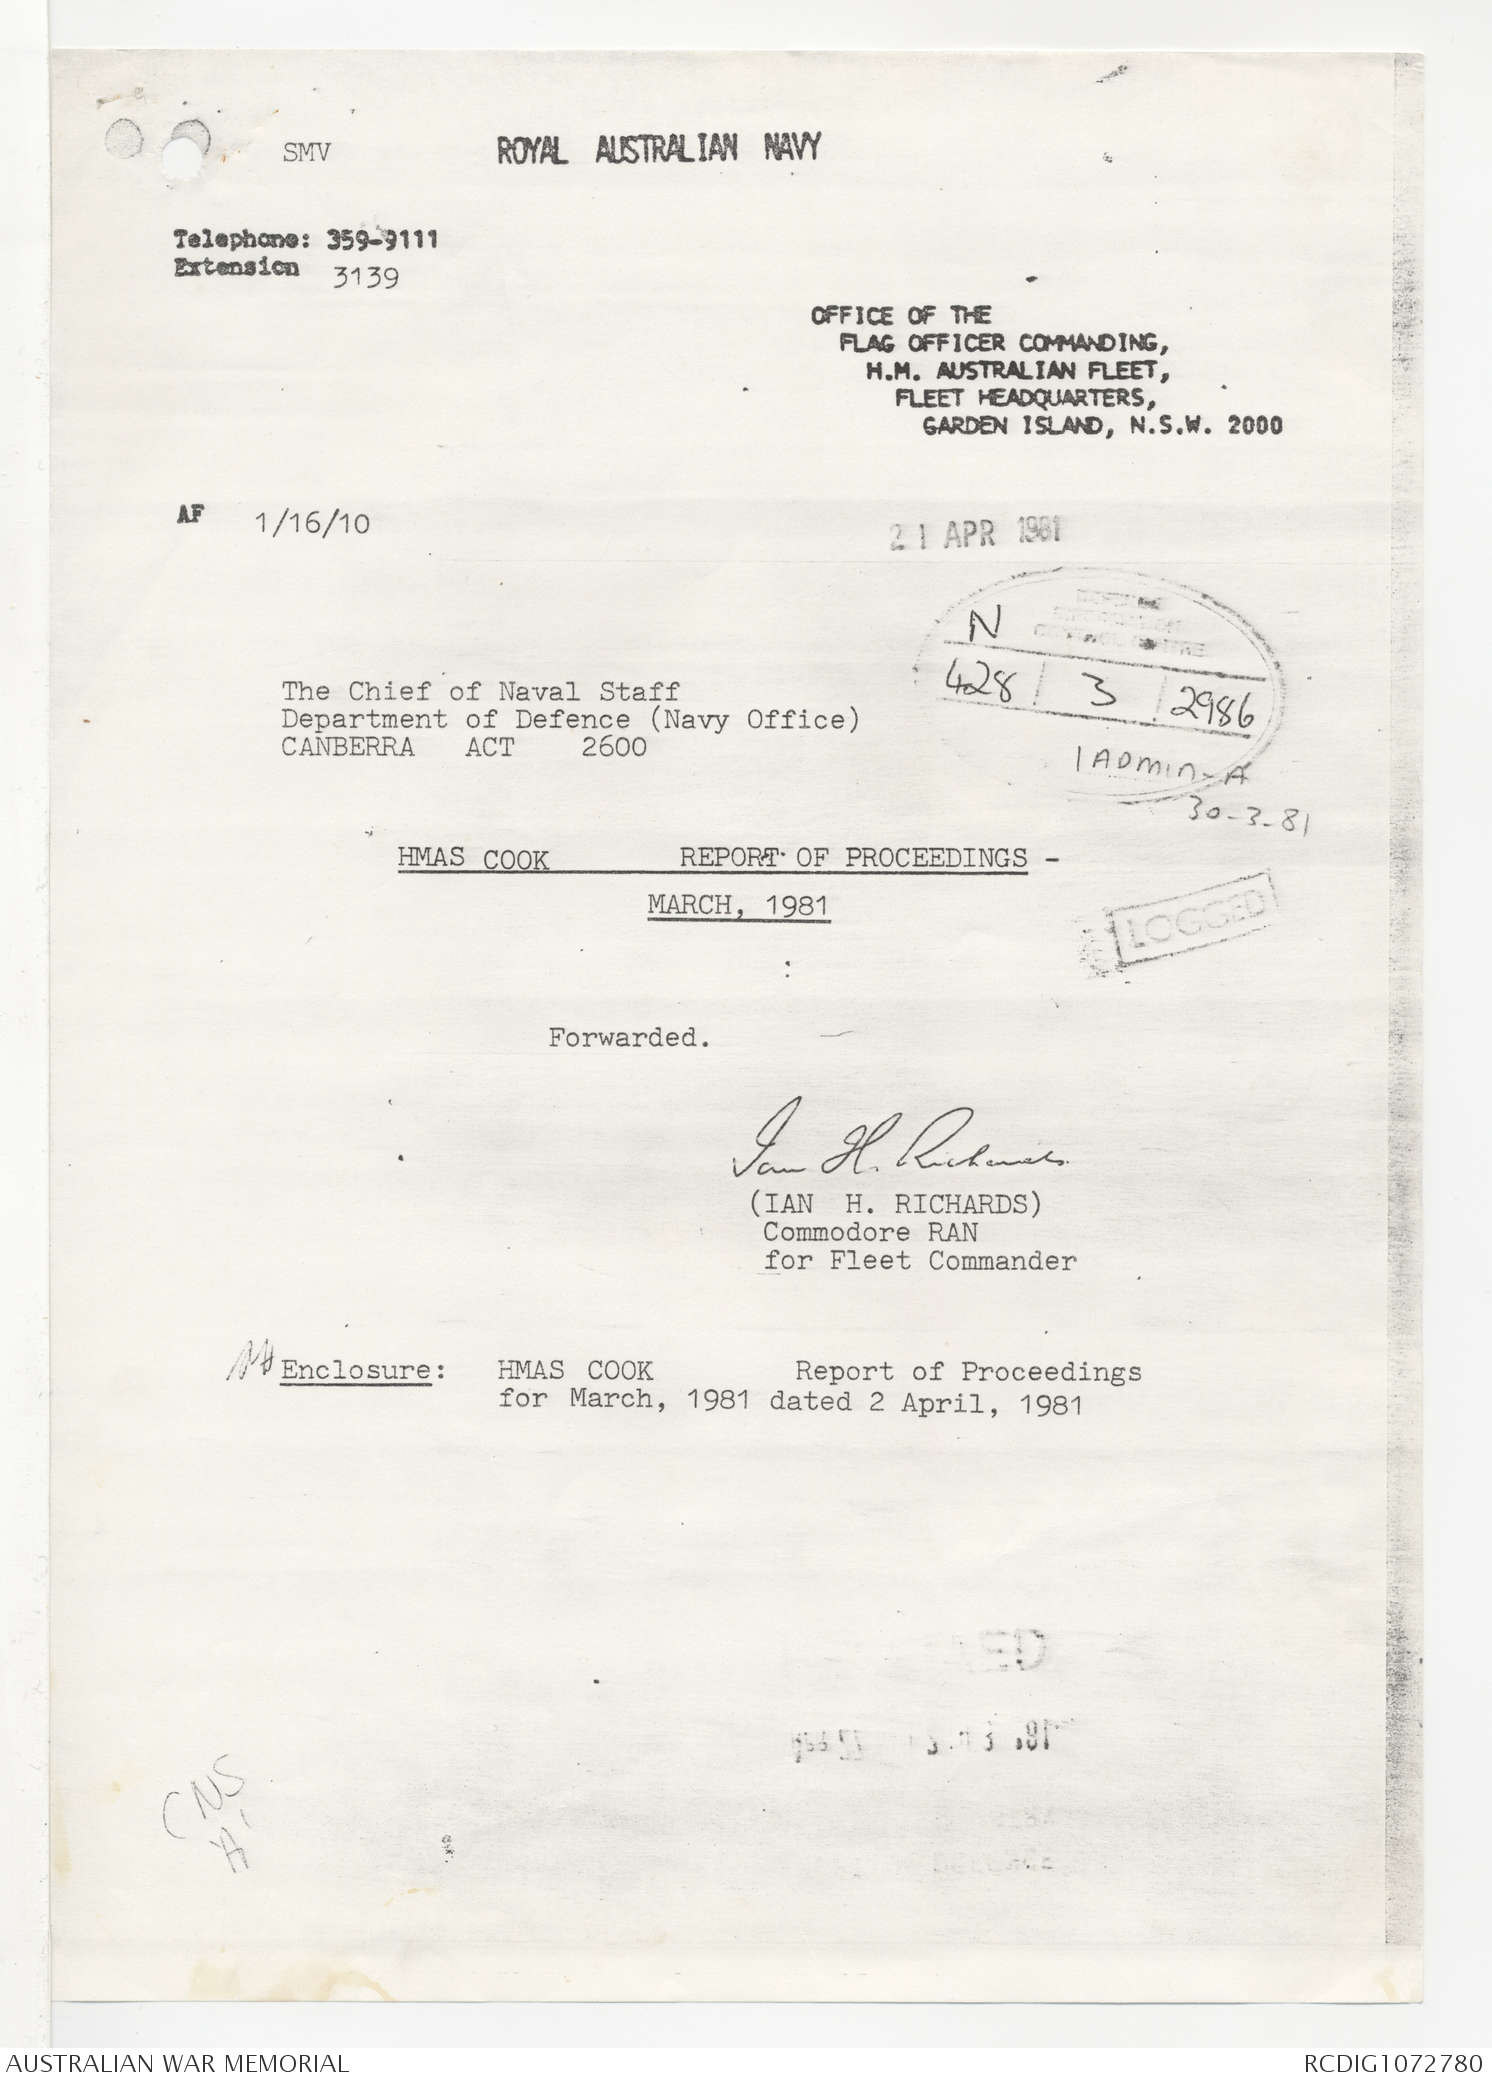 SMV ROYAL AUSTRALIAN NAVY
Telephone: 359-9111
Extension 3139
OFFICE OF THE
FLAG OFFICER COMMANDING,
H.M. AUSTRALIAN FLEET,
FLEET HEADQUARTERS,
GARDEN ISLAND, N.S.W. 2000
AF 1/16/10
21 APR 1981
N
428 3 2986
1 ADMIN-A
30-3-81
The Chief of Naval Staff
Department of Defence (Navy Office)
CANBERRA ACT 2600
HMAS COOK REPORT OF PROCEEDINGS -
MARCH, 1981
LOGGED
:
Forwarded.
Ian H. Richards
(IAN H. RICHARDS)
Commodore RAN
for Fleet Commander
Enclosure: HMAS COOK Report of Proceedings
for March, 1981 dated 2 April, 1981
CNS
AUSTRALIAN WAR MEMORIAL RCDIG1072780